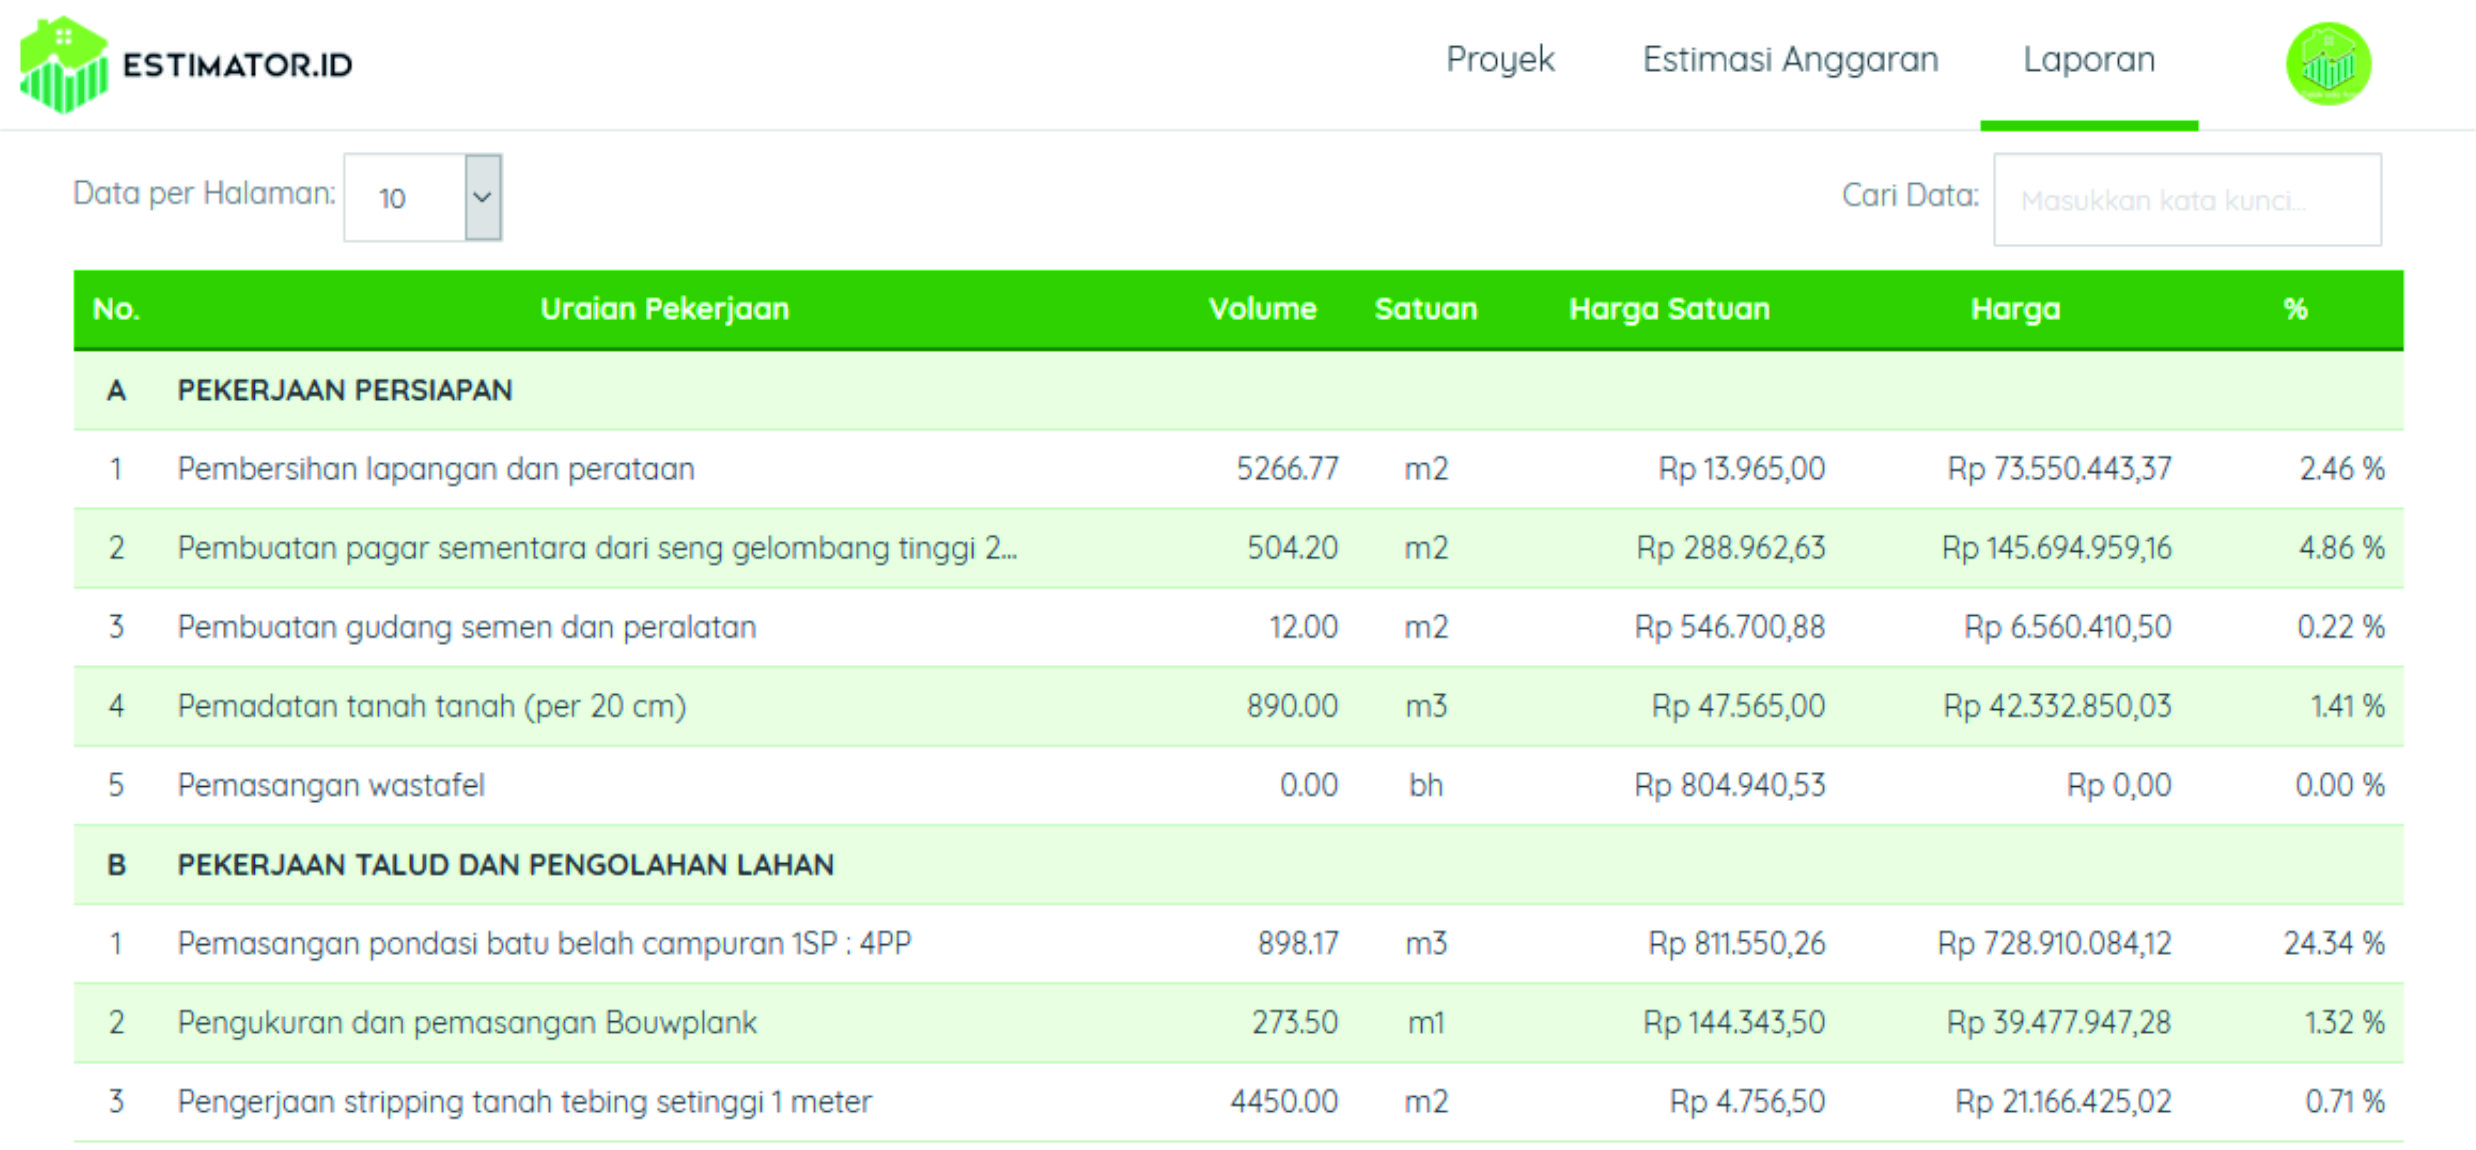 ESTIMATOR.ID Proyek Estimasi Anggaran Laporan
Data per Halaman: 10 Cari Data: Masukkan kata kunci...
No. Uraian Pekerjaan Volume Satuan Harga Satuan Harga %
A PEKERJAAN PERSIAPAN
1 Pembersihan lapangan dan perataan 5266.77 m2 Rp 13.965,00 Rp 73.550.443,37 2.46 %
2 Pembuatan pagar sementara dari seng gelombang tinggi 2... 504.20 m2 Rp 288.962,63 Rp 145.694.959,16 4.86 %
3 Pembuatan gudang semen dan peralatan 12.00 m2 Rp 546.700,88 Rp 6.560.410,50 0.22 %
4 Pemadatan tanah tanah (per 20 cm) 890.00 m3 Rp 47.565,00 Rp 42.332.850,03 1.41 %
5 Pemasangan wastafel 0.00 bh Rp 804.940,53 Rp 0,00 0.00 %
B PEKERJAAN TALUD DAN PENGOLAHAN LAHAN
1 Pemasangan pondasi batu belah campuran 1SP : 4PP 898.17 m3 Rp 811.550,26 Rp 728.910.084,12 24.34 %
2 Pengukuran dan pemasangan Bouwplank 273.50 m1 Rp 144.343,50 Rp 39.477.947,28 1.32 %
3 Pengerjaan stripping tanah tebing setinggi 1 meter 4450.00 m2 Rp 4.756,50 Rp 21.166.425,02 0.71 %